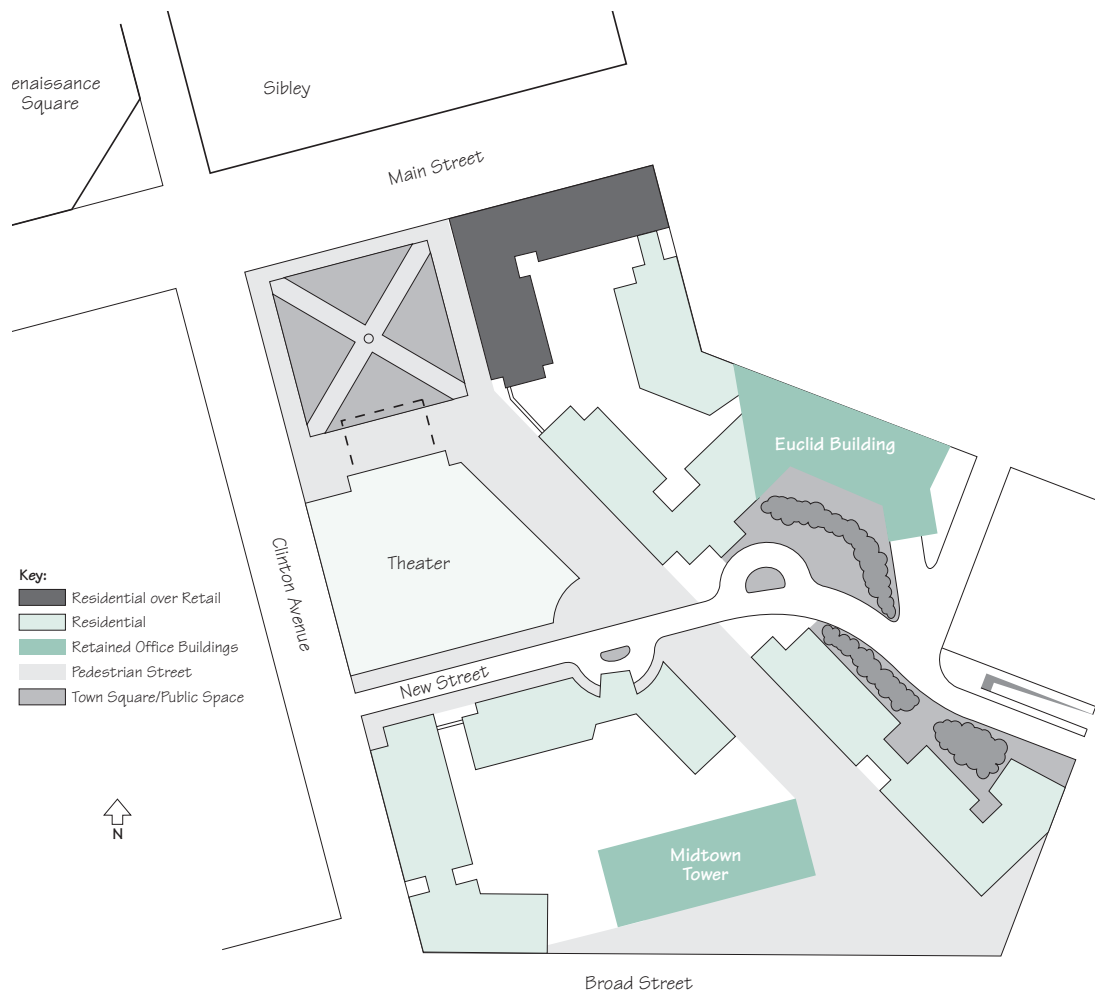 enaissance
Square
Sibley
Main Street
Euclid Building
Clinton Avenue
Theater
Key:
Residential over Retail
Residential
Retained Office Buildings
Pedestrian Street
Town Square/Public Space
New Street
N
Midtown
Tower
Broad Street